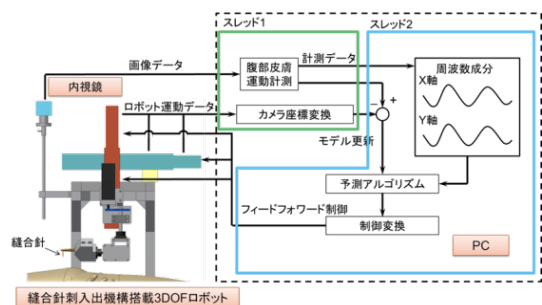 スレッド1
スレッド2
画像データ
腹部皮膚
運動計測
計測データ
周波数成分
X軸
Y軸
内視鏡
ロボット運動データ
カメラ座標変換
－
＋
モデル更新
予測アルゴリズム
フィードフォワード制御
制御変換
PC
縫合針
縫合針刺入出機構搭載3DOFロボット